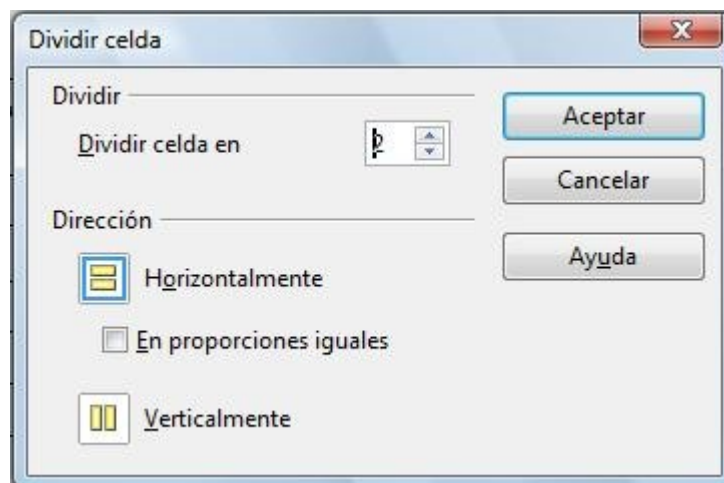 Dividir celda
Dividir
Dividir celda en 2
Aceptar
Cancelar
Dirección
Ayuda
Horizontalmente
En proporciones iguales
Verticalmente